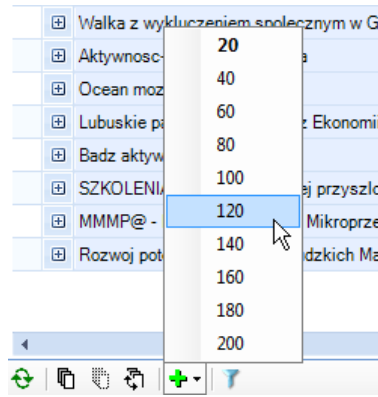 Walka z wykluczeniem spolecznym w G
20
Aktywnosc- a
40
Ocean moz
60
Lubuskie pa z Ekonomi
80
Badz aktyw
100
SZKOLENIA ej przyszlo
120
MMMP@ - Mikroprze
140
Rozwoj pot dzkich Ma
160
180
200